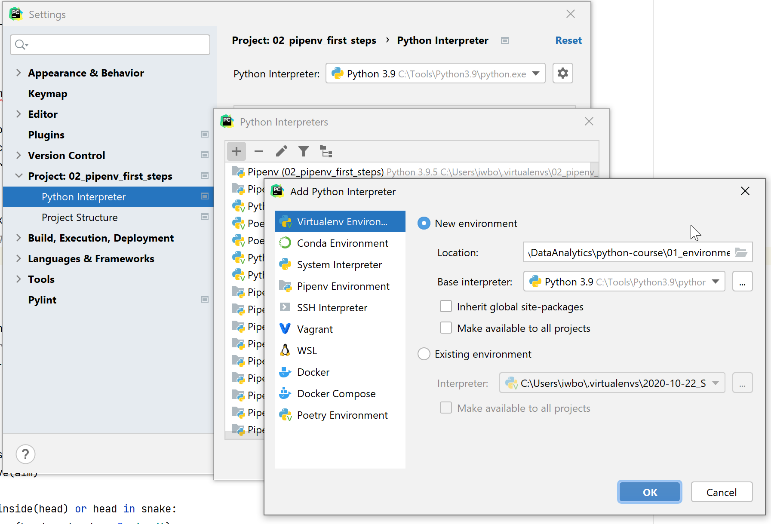 Settings
Project: 02_pipenv_first_steps › Python Interpreter
Reset
Python Interpreter: Python 3.9 C:\Tools\Python3.9\python.exe
Appearance & Behavior
Keymap
Editor
Plugins
Version Control
Project: 02_pipenv_first_steps
Python Interpreter
Project Structure
Build, Execution, Deployment
Languages & Frameworks
Tools
Pylint
?
Python Interpreters
Pipenv (02_pipenv_first_steps) Python 3.9.5 C:\Users\iwbo\.virtualenvs\02_pipenv_
Add Python Interpreter
Virtualenv Environ...
Conda Environment
System Interpreter
Pipenv Environment
SSH Interpreter
Vagrant
WSL
Docker
Docker Compose
Poetry Environment
New environment
Location: \DataAnalytics\python-course\01_environme
Base interpreter: Python 3.9 C:\Tools\Python3.9\python ...
Inherit global site-packages
Make available to all projects
Existing environment
Interpreter: C:\Users\iwbo\.virtualenvs\2020-10-22_S ...
Make available to all projects
OK
Cancel
inside(head) or head in snake: